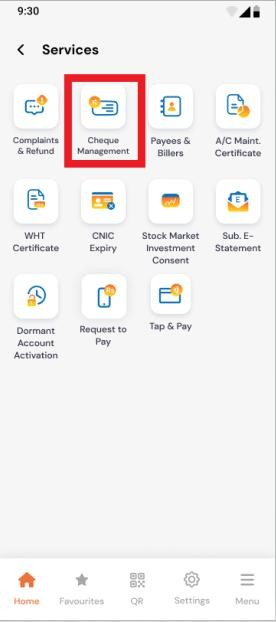 9:30
Services
Complaints
& Refund
Cheque
Management
Payees &
Billers
A/C Maint.
Certificate
WHT
Certificate
CNIC
Expiry
Stock Market
Investment
Consent
Sub. E-
Statement
Dormant
Account
Activation
Request to
Pay
Tap & Pay
Home
Favourites
QR
Settings
Menu